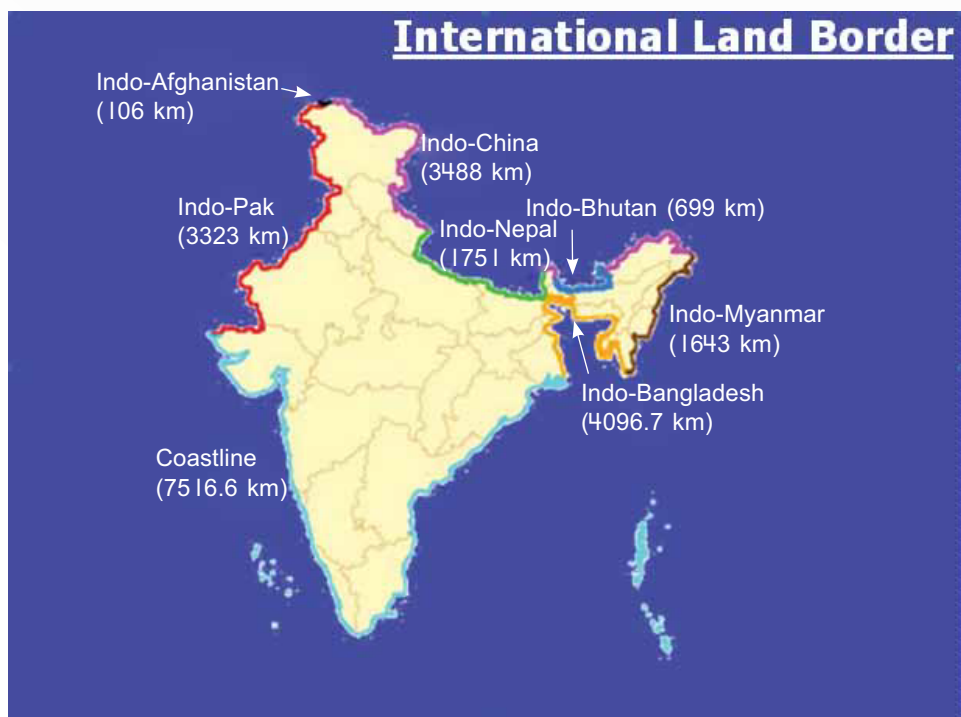 International Land Border
Indo-Afghanistan
(106 km)
Indo-China
(3488 km)
Indo-Pak
(3323 km)
Indo-Bhutan (699 km)
Indo-Nepal
(1751 km)
Indo-Myanmar
(1643 km)
Indo-Bangladesh
(4096.7 km)
Coastline
(7516.6 km)